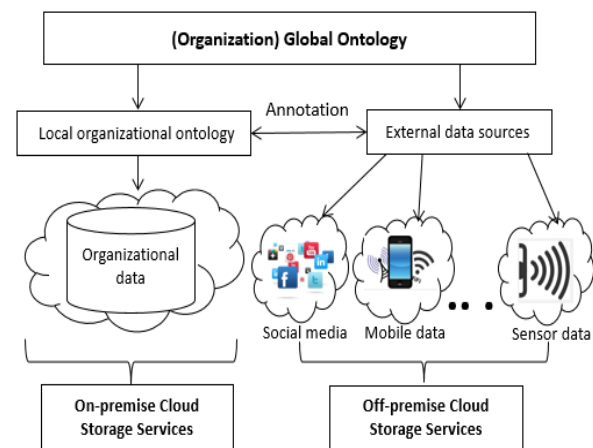 (Organization) Global Ontology
Annotation
Local organizational ontology
External data sources
Organizational
data
Social media
Mobile data
Sensor data
On-premise Cloud
Storage Services
Off-premise Cloud
Storage Services